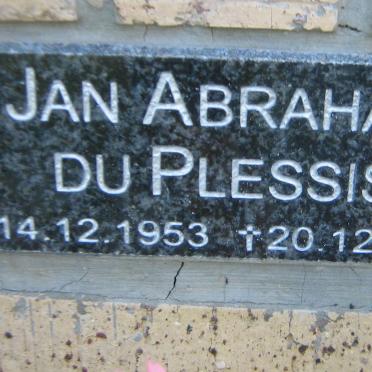 JAN ABRAHA
DU PLESSIS
14.12.1953 †20.12